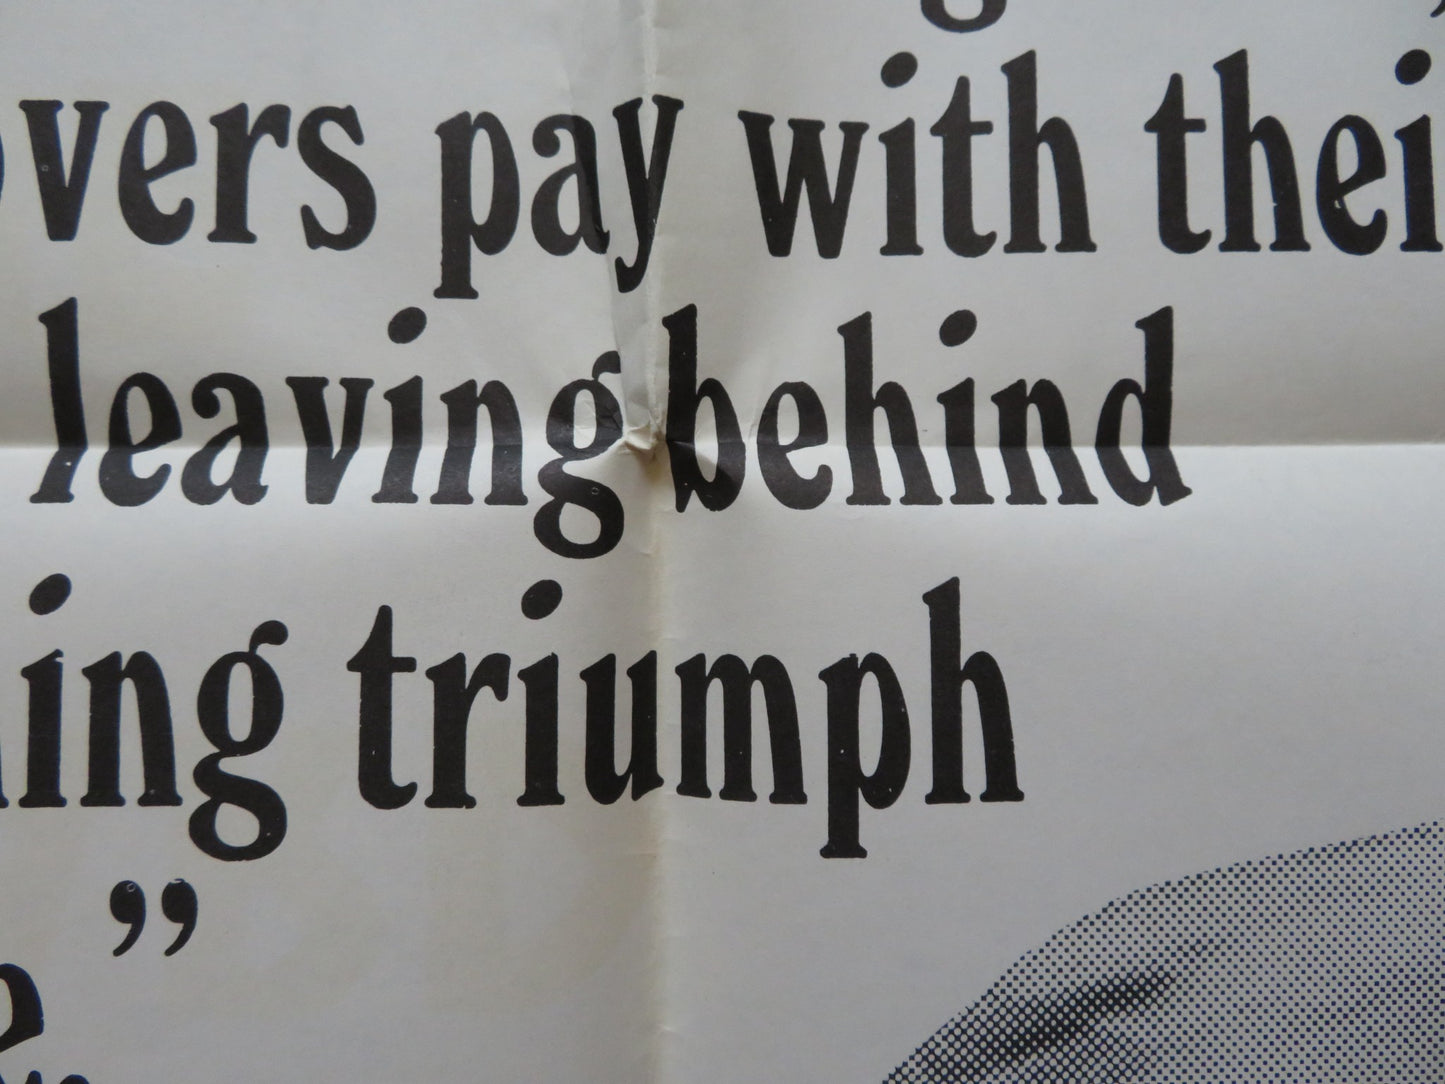 overs pay with thei
leaving behind
ing triumph
”